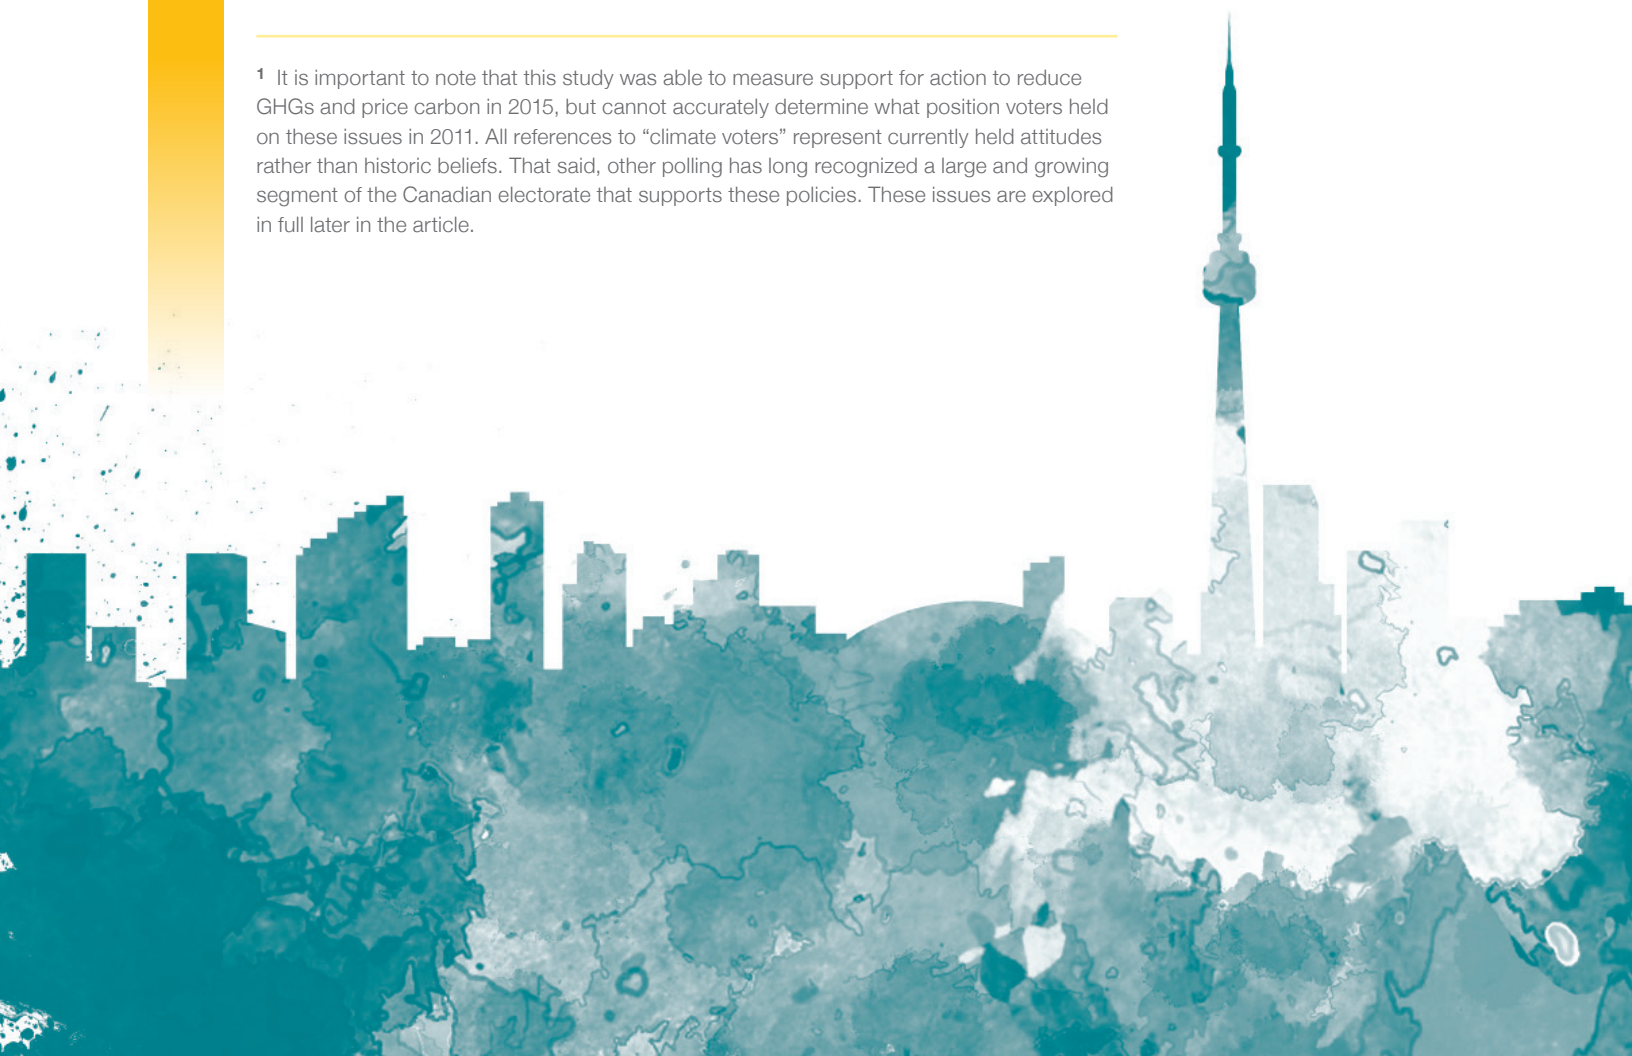 1 It is important to note that this study was able to measure support for action to reduce
GHGs and price carbon in 2015, but cannot accurately determine what position voters held
on these issues in 2011. All references to “climate voters” represent currently held attitudes
rather than historic beliefs. That said, other polling has long recognized a large and growing
segment of the Canadian electorate that supports these policies. These issues are explored
in full later in the article.